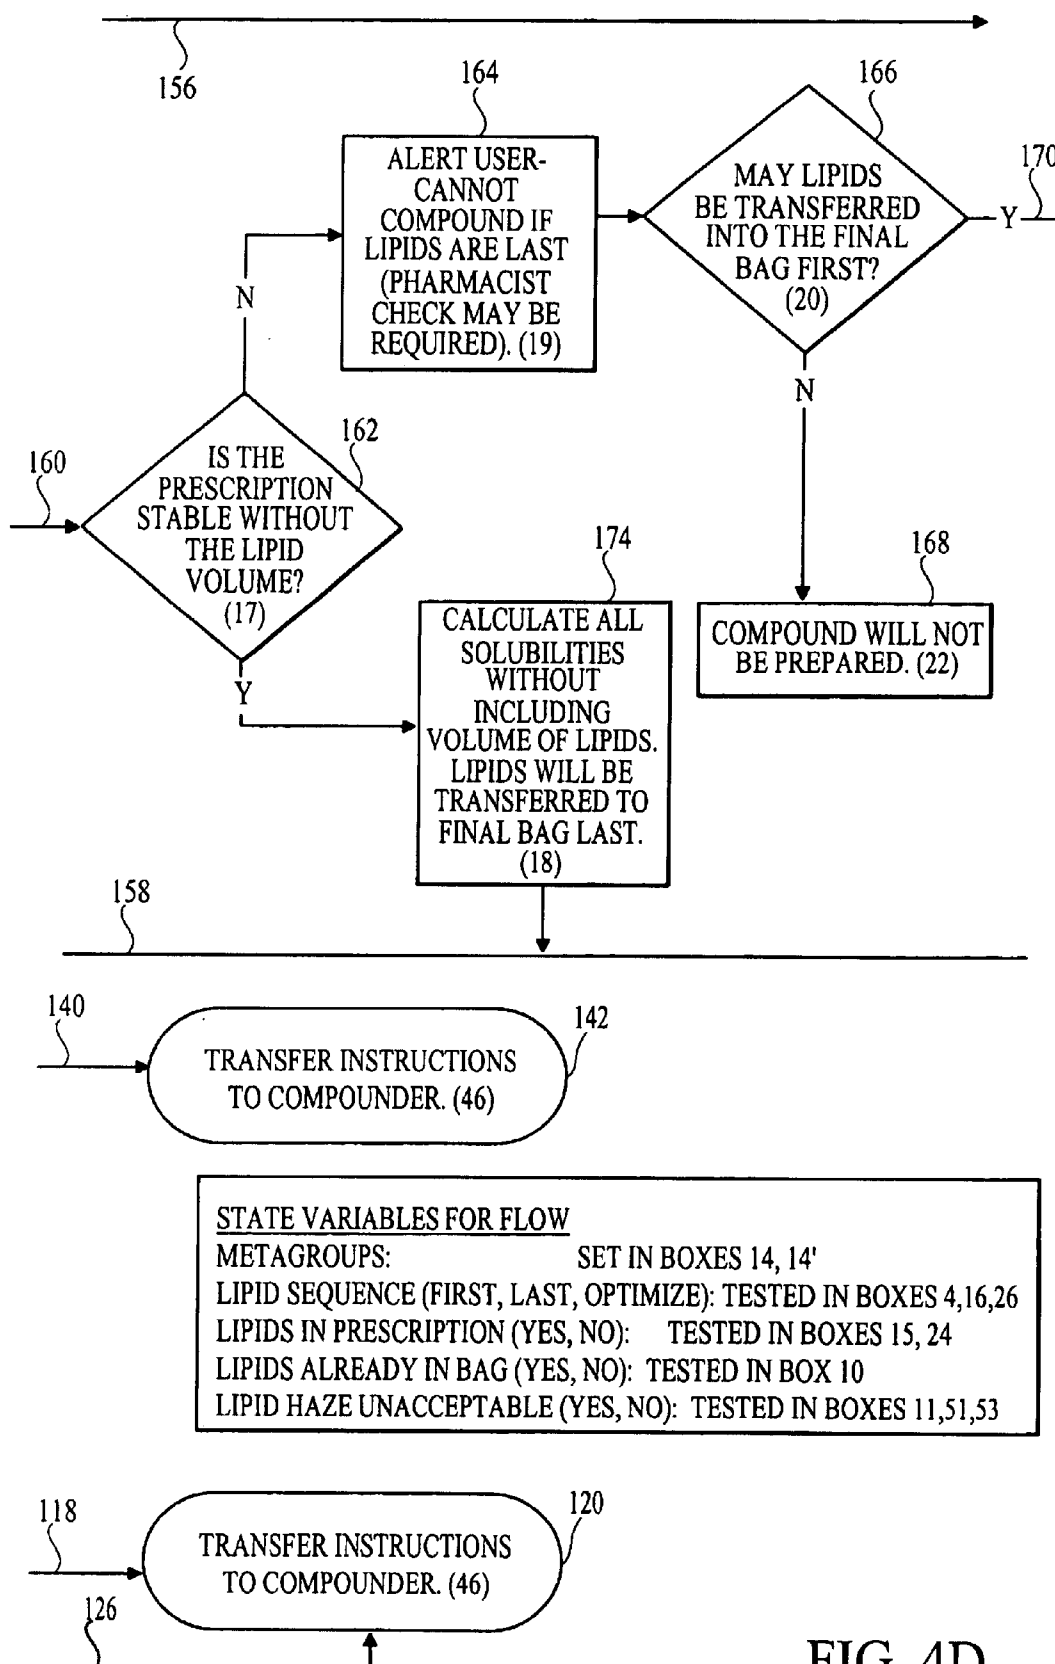 156
164
ALERT USER-
CANNOT
COMPOUND IF
LIPIDS ARE LAST
(PHARMACIST
CHECK MAY BE
REQUIRED). (19)
166
MAY LIPIDS
BE TRANSFERRED
INTO THE FINAL
BAG FIRST?
(20)
170
Y
N
N
160
162
IS THE
PRESCRIPTION
STABLE WITHOUT
THE LIPID
VOLUME?
(17)
Y
174
CALCULATE ALL
SOLUBILITIES
WITHOUT
INCLUDING
VOLUME OF LIPIDS.
LIPIDS WILL BE
TRANSFERRED TO
FINAL BAG LAST.
(18)
168
COMPOUND WILL NOT
BE PREPARED. (22)
158
140
142
TRANSFER INSTRUCTIONS
TO COMPOUNDER. (46)
STATE VARIABLES FOR FLOW
METAGROUPS: SET IN BOXES 14, 14'
LIPID SEQUENCE (FIRST, LAST, OPTIMIZE): TESTED IN BOXES 4,16,26
LIPIDS IN PRESCRIPTION (YES, NO): TESTED IN BOXES 15, 24
LIPIDS ALREADY IN BAG (YES, NO): TESTED IN BOX 10
LIPID HAZE UNACCEPTABLE (YES, NO): TESTED IN BOXES 11,51,53
118
120
TRANSFER INSTRUCTIONS
TO COMPOUNDER. (46)
126
FIG. 4D